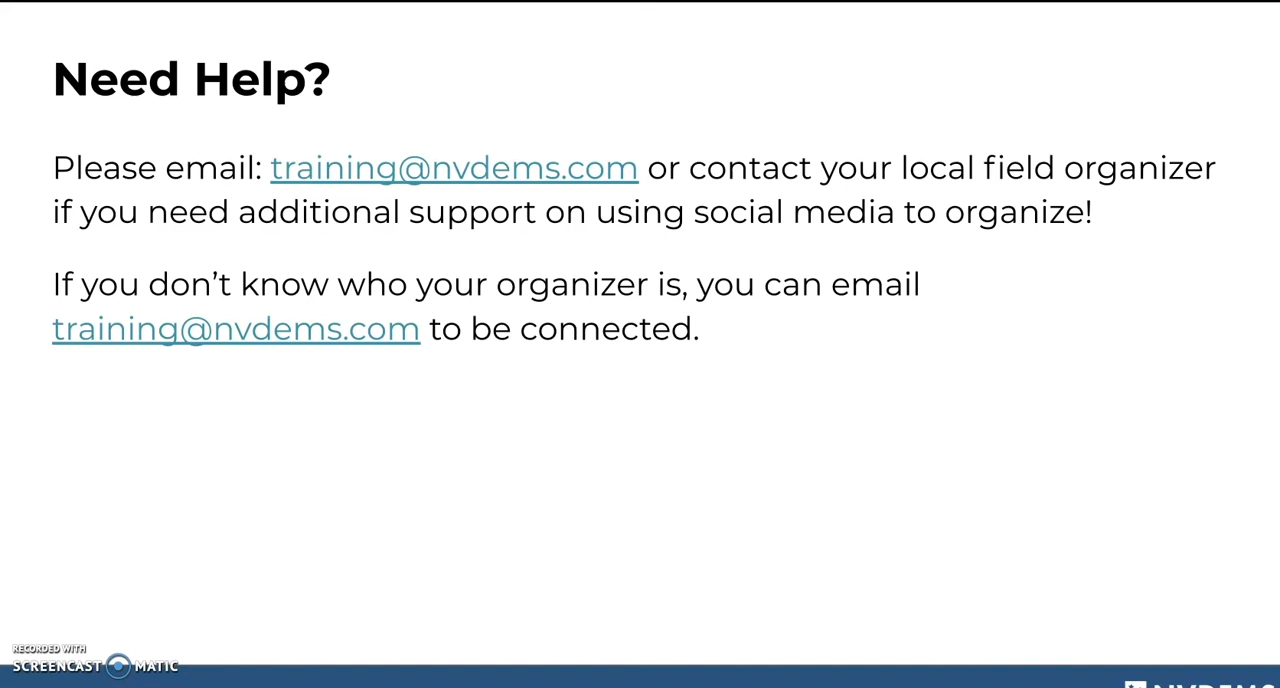 Need Help?
Please email: training@nvdems.com or contact your local field organizer
if you need additional support on using social media to organize!
If you don’t know who your organizer is, you can email
training@nvdems.com to be connected.
RECORDED WITH
SCREENCAST MATIC
NVDEMS